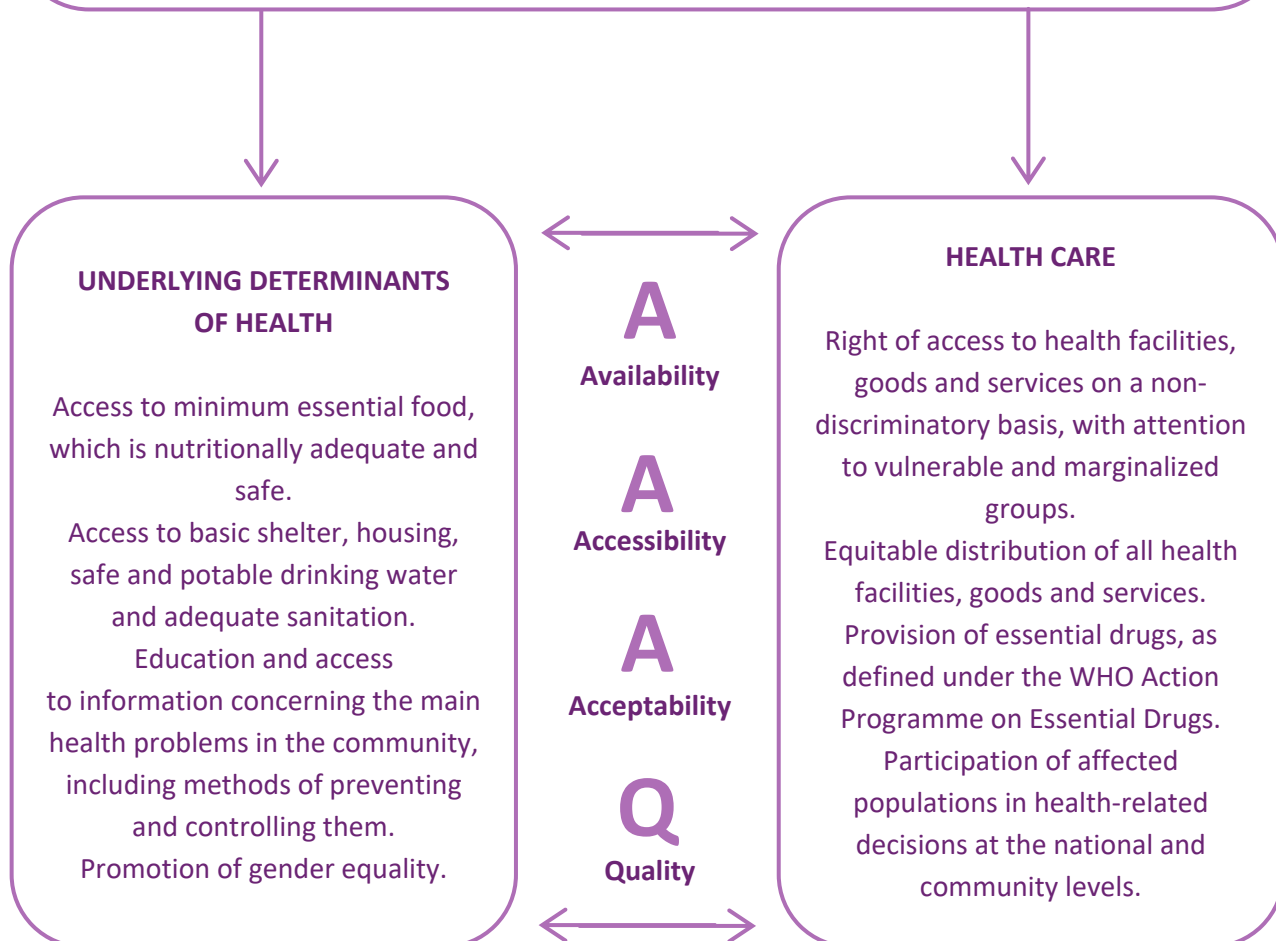 UNDERLYING DETERMINANTS
OF HEALTH
Access to minimum essential food,
which is nutritionally adequate and
safe.
Access to basic shelter, housing,
safe and potable drinking water
and adequate sanitation.
Education and access
to information concerning the main
health problems in the community,
including methods of preventing
and controlling them.
Promotion of gender equality.
A
Availability
A
Accessibility
A
Acceptability
Q
Quality
HEALTH CARE
Right of access to health facilities,
goods and services on a non-
discriminatory basis, with attention
to vulnerable and marginalized
groups.
Equitable distribution of all health
facilities, goods and services.
Provision of essential drugs, as
defined under the WHO Action
Programme on Essential Drugs.
Participation of affected
populations in health-related
decisions at the national and
community levels.